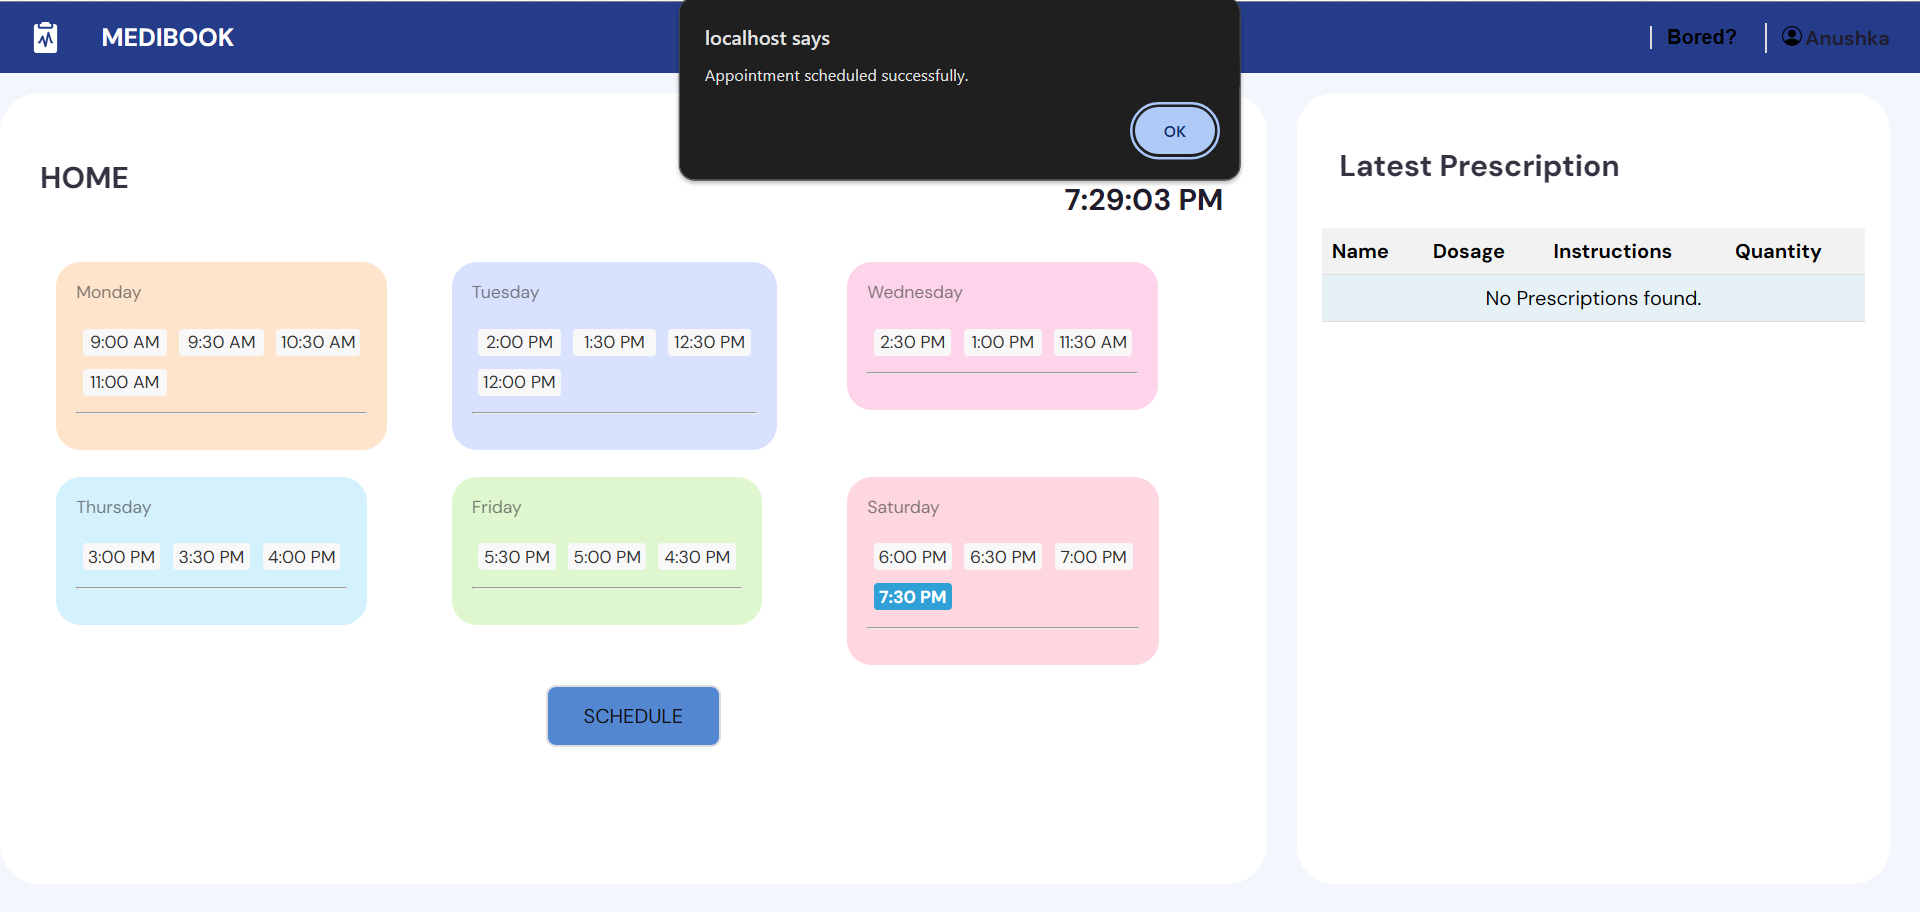 MEDIBOOK
localhost says
Appointment scheduled successfully.
OK
Bored?
Anushka
HOME
7:29:03 PM
Monday
9:00 AM 9:30 AM 10:30 AM
11:00 AM
Tuesday
2:00 PM 1:30 PM 12:30 PM
12:00 PM
Wednesday
2:30 PM 1:00 PM 11:30 AM
Thursday
3:00 PM 3:30 PM 4:00 PM
Friday
5:30 PM 5:00 PM 4:30 PM
Saturday
6:00 PM 6:30 PM 7:00 PM
7:30 PM
SCHEDULE
Latest Prescription
Name Dosage Instructions Quantity
No Prescriptions found.